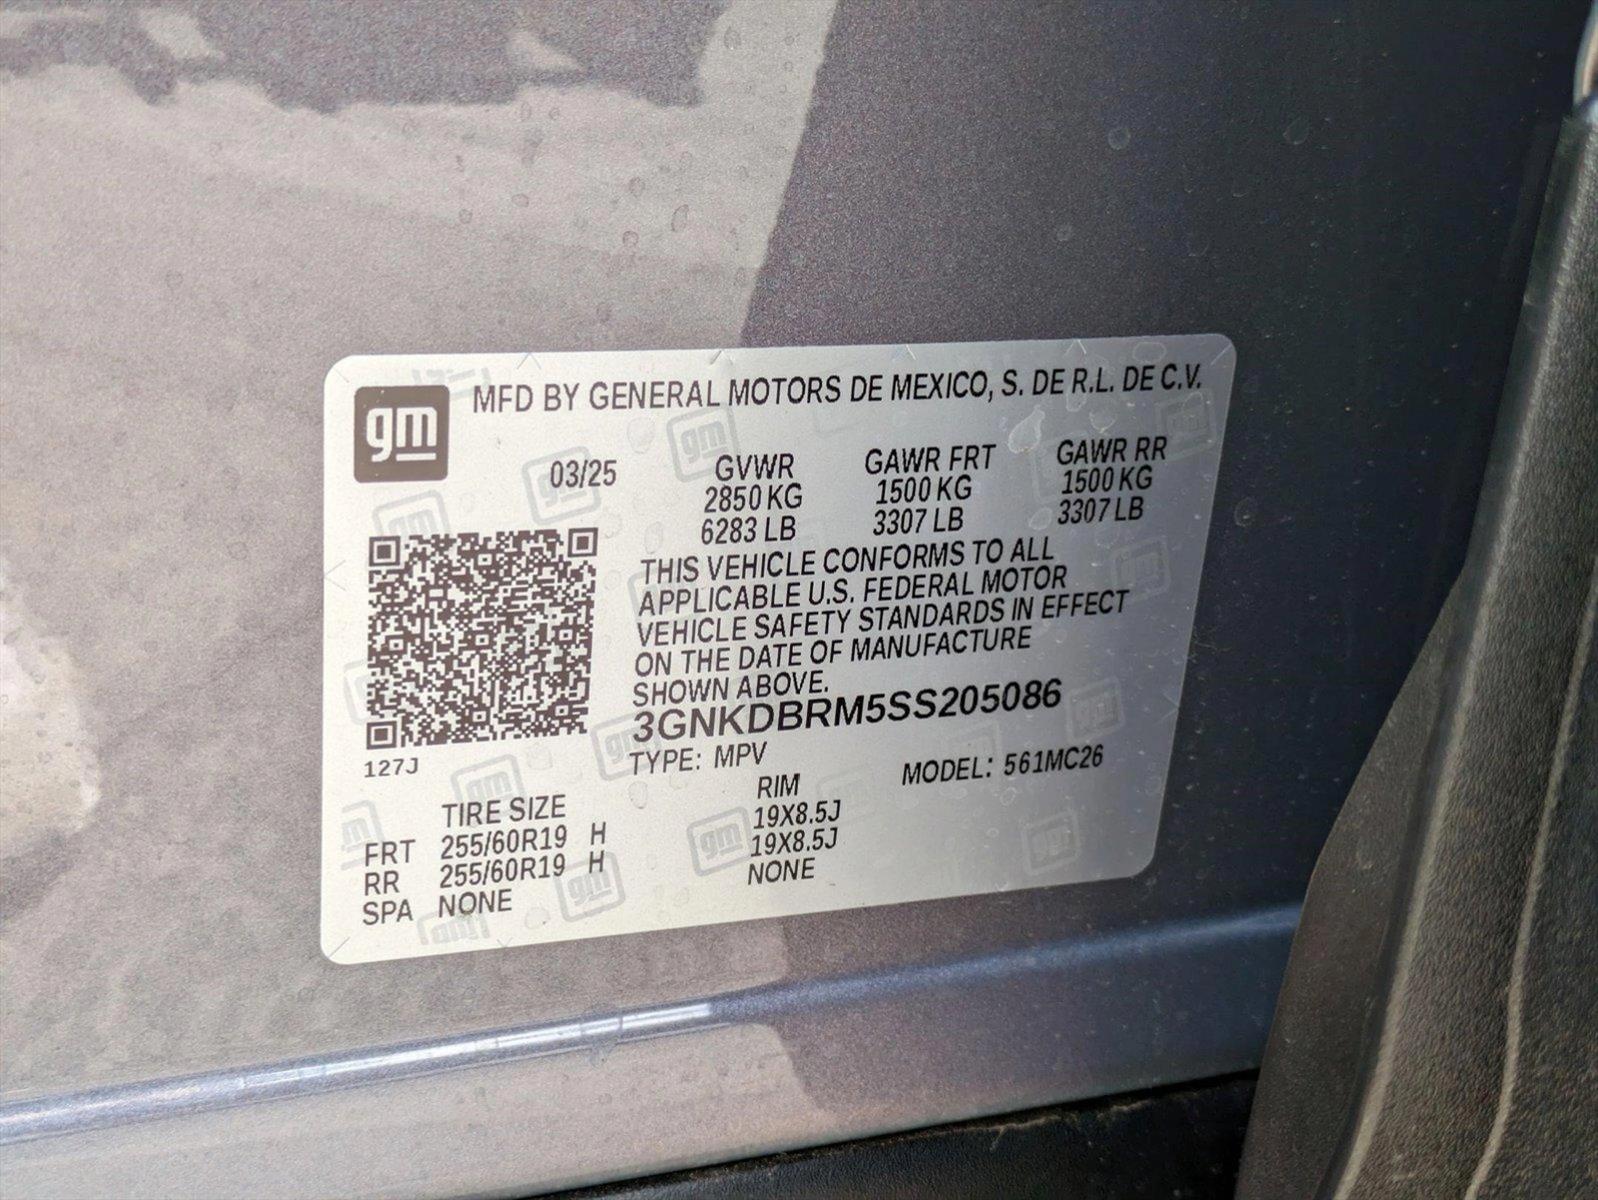 gm
MFD BY GENERAL MOTORS DE MEXICO, S. DE R.L. DE C.V.
03/25
GVWR GAWR FRT GAWR RR
2850 KG 1500 KG 1500 KG
6283 LB 3307 LB 3307 LB
THIS VEHICLE CONFORMS TO ALL
APPLICABLE U.S. FEDERAL MOTOR
VEHICLE SAFETY STANDARDS IN EFFECT
ON THE DATE OF MANUFACTURE
SHOWN ABOVE.
3GNKDBRM5SS205086
127J
TYPE: MPV MODEL: 561MC26
TIRE SIZE RIM
FRT 255/60R19 H 19X8.5J
RR 255/60R19 H 19X8.5J
SPA NONE NONE